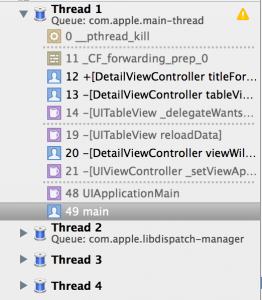 Thread 1
Queue: com.apple.main-thread
0 __pthread_kill
11 _CF_forwarding_prep_0
12 +[DetailViewController titleFor...
13 -[DetailViewController tableVi...
14 -[UITableView _delegateWants...
19 -[UITableView reloadData]
20 -[DetailViewController viewWil...
21 -[UIViewController _setViewAp...
48 UIApplicationMain
49 main
Thread 2
Queue: com.apple.libdispatch-manager
Thread 3
Thread 4